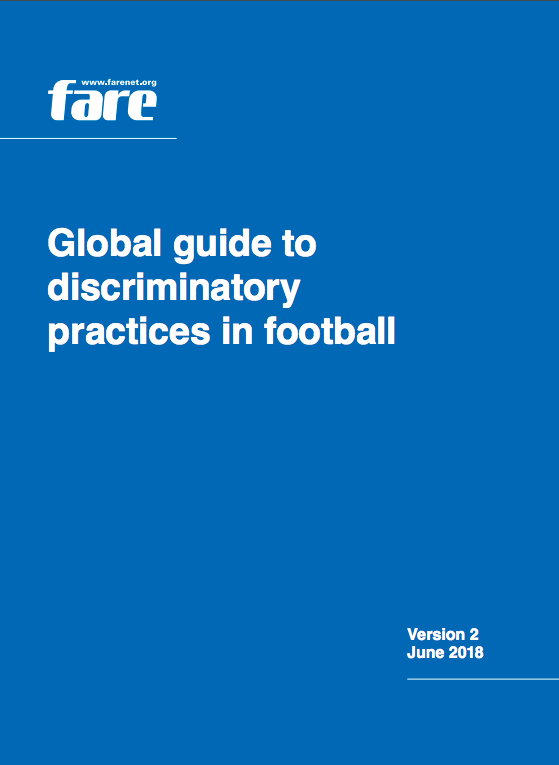 www.farenet.org
fare
Global guide to
discriminatory
practices in football
Version 2
June 2018